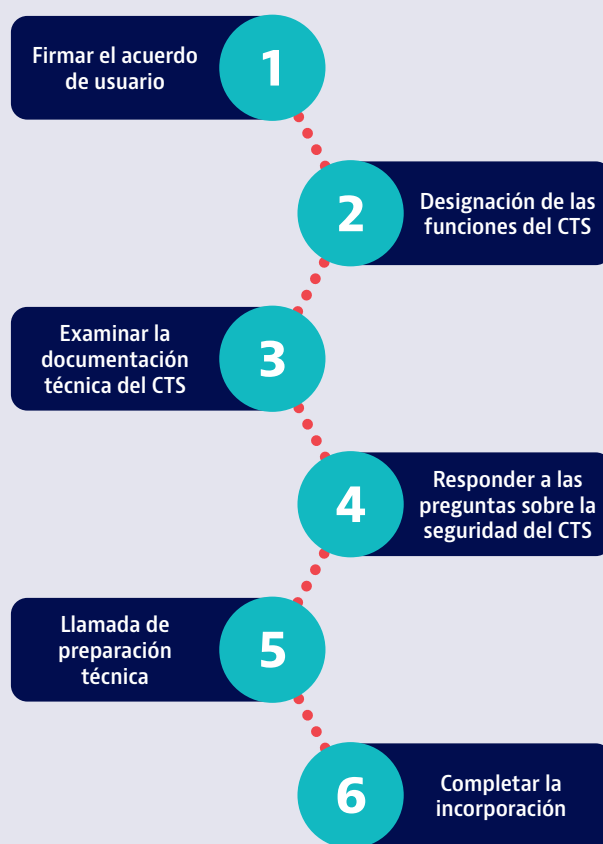 Firmar el acuerdo
de usuario
1
2
Designación de las
funciones del CTS
Examinar la
documentación
técnica del CTS
3
4
Responder a las
preguntas sobre la
seguridad del CTS
Llamada de
preparación
técnica
5
6
Completar la
incorporación